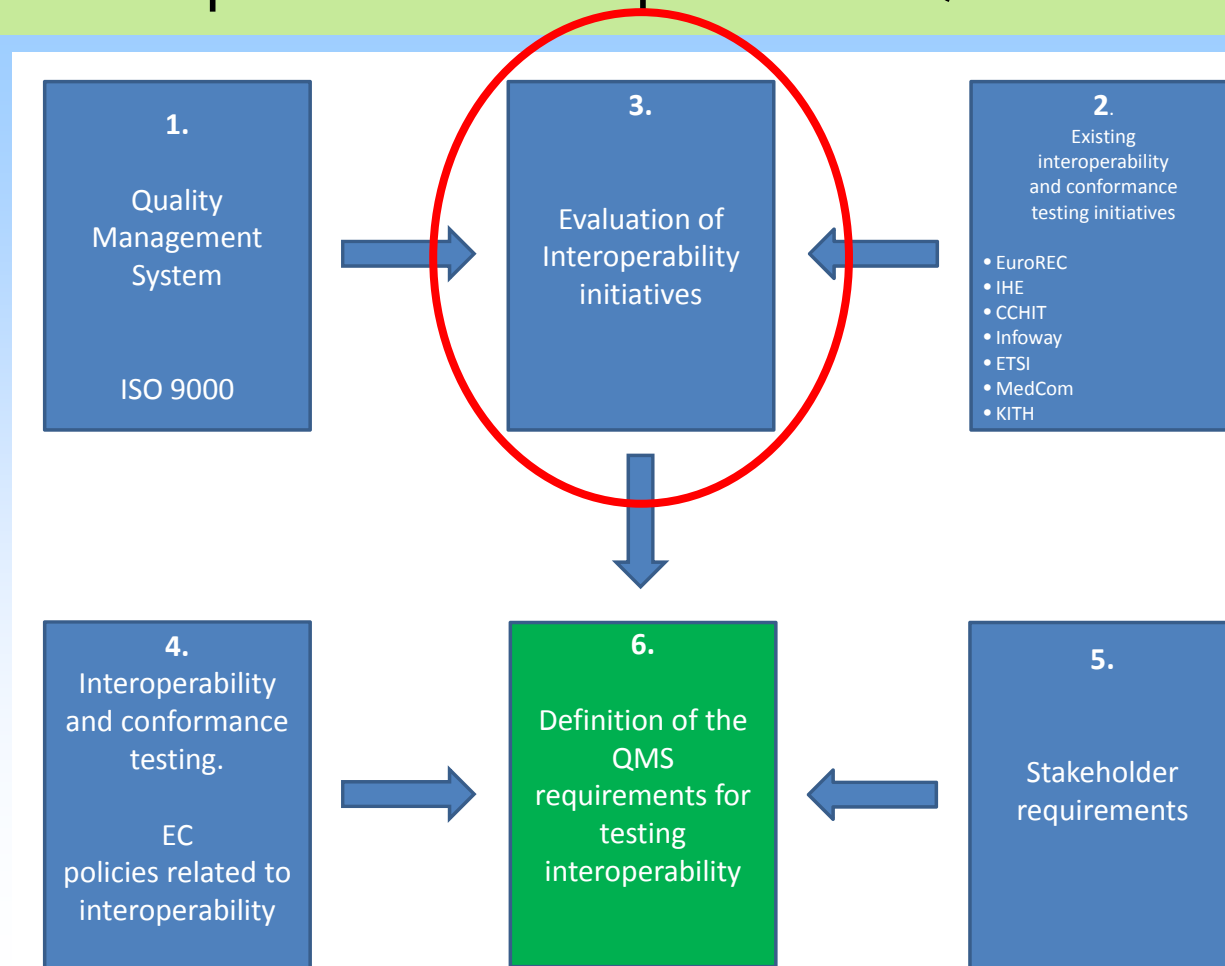 1.
Quality
Management
System
ISO 9000
3.
Evaluation of
Interoperability
initiatives
2.
Existing
interoperability
and conformance
testing initiatives
• EuroREC
• IHE
• CCHIT
• Infoway
• ETSI
• MedCom
• KITH
4.
Interoperability
and conformance
testing.
EC
policies related to
interoperability
6.
Definition of the
QMS
requirements for
testing
interoperability
5.
Stakeholder
requirements